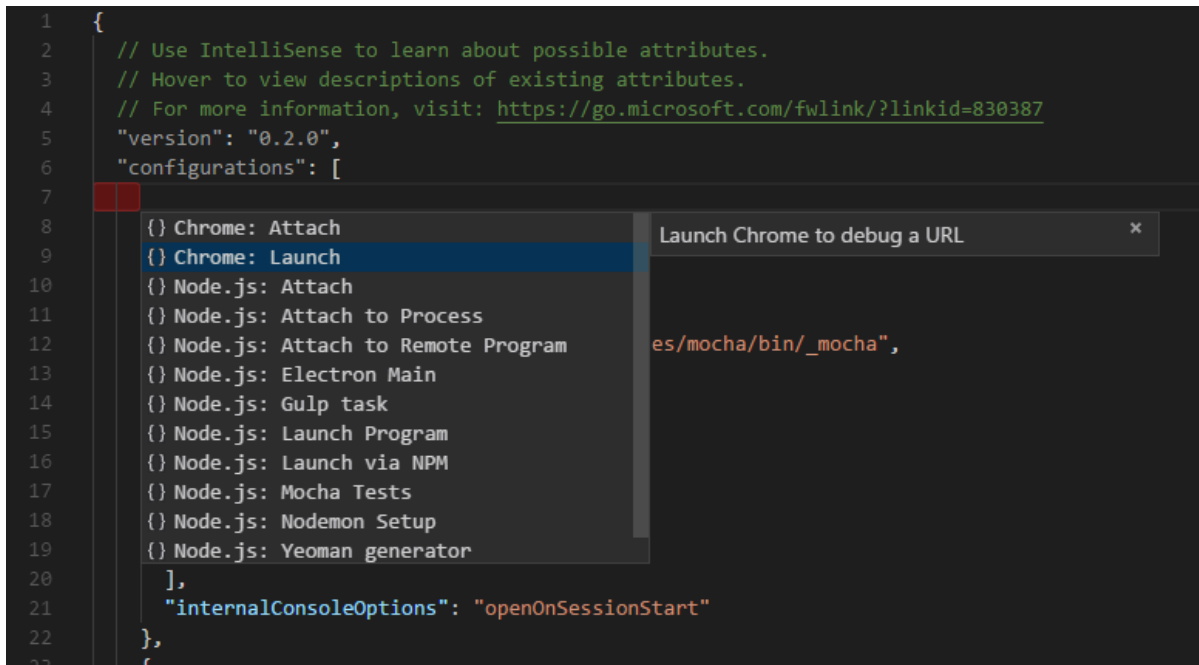 1 {
2 // Use IntelliSense to learn about possible attributes.
3 // Hover to view descriptions of existing attributes.
4 // For more information, visit: https://go.microsoft.com/fwlink/?linkid=830387
5 "version": "0.2.0",
6 "configurations": [
7
8 {} Chrome: Attach Launch Chrome to debug a URL ×
9 {} Chrome: Launch
10 {} Node.js: Attach
11 {} Node.js: Attach to Process
12 {} Node.js: Attach to Remote Program es/mocha/bin/_mocha",
13 {} Node.js: Electron Main
14 {} Node.js: Gulp task
15 {} Node.js: Launch Program
16 {} Node.js: Launch via NPM
17 {} Node.js: Mocha Tests
18 {} Node.js: Nodemon Setup
19 {} Node.js: Yeoman generator
20 ],
21 "internalConsoleOptions": "openOnSessionStart"
22 },
23 {